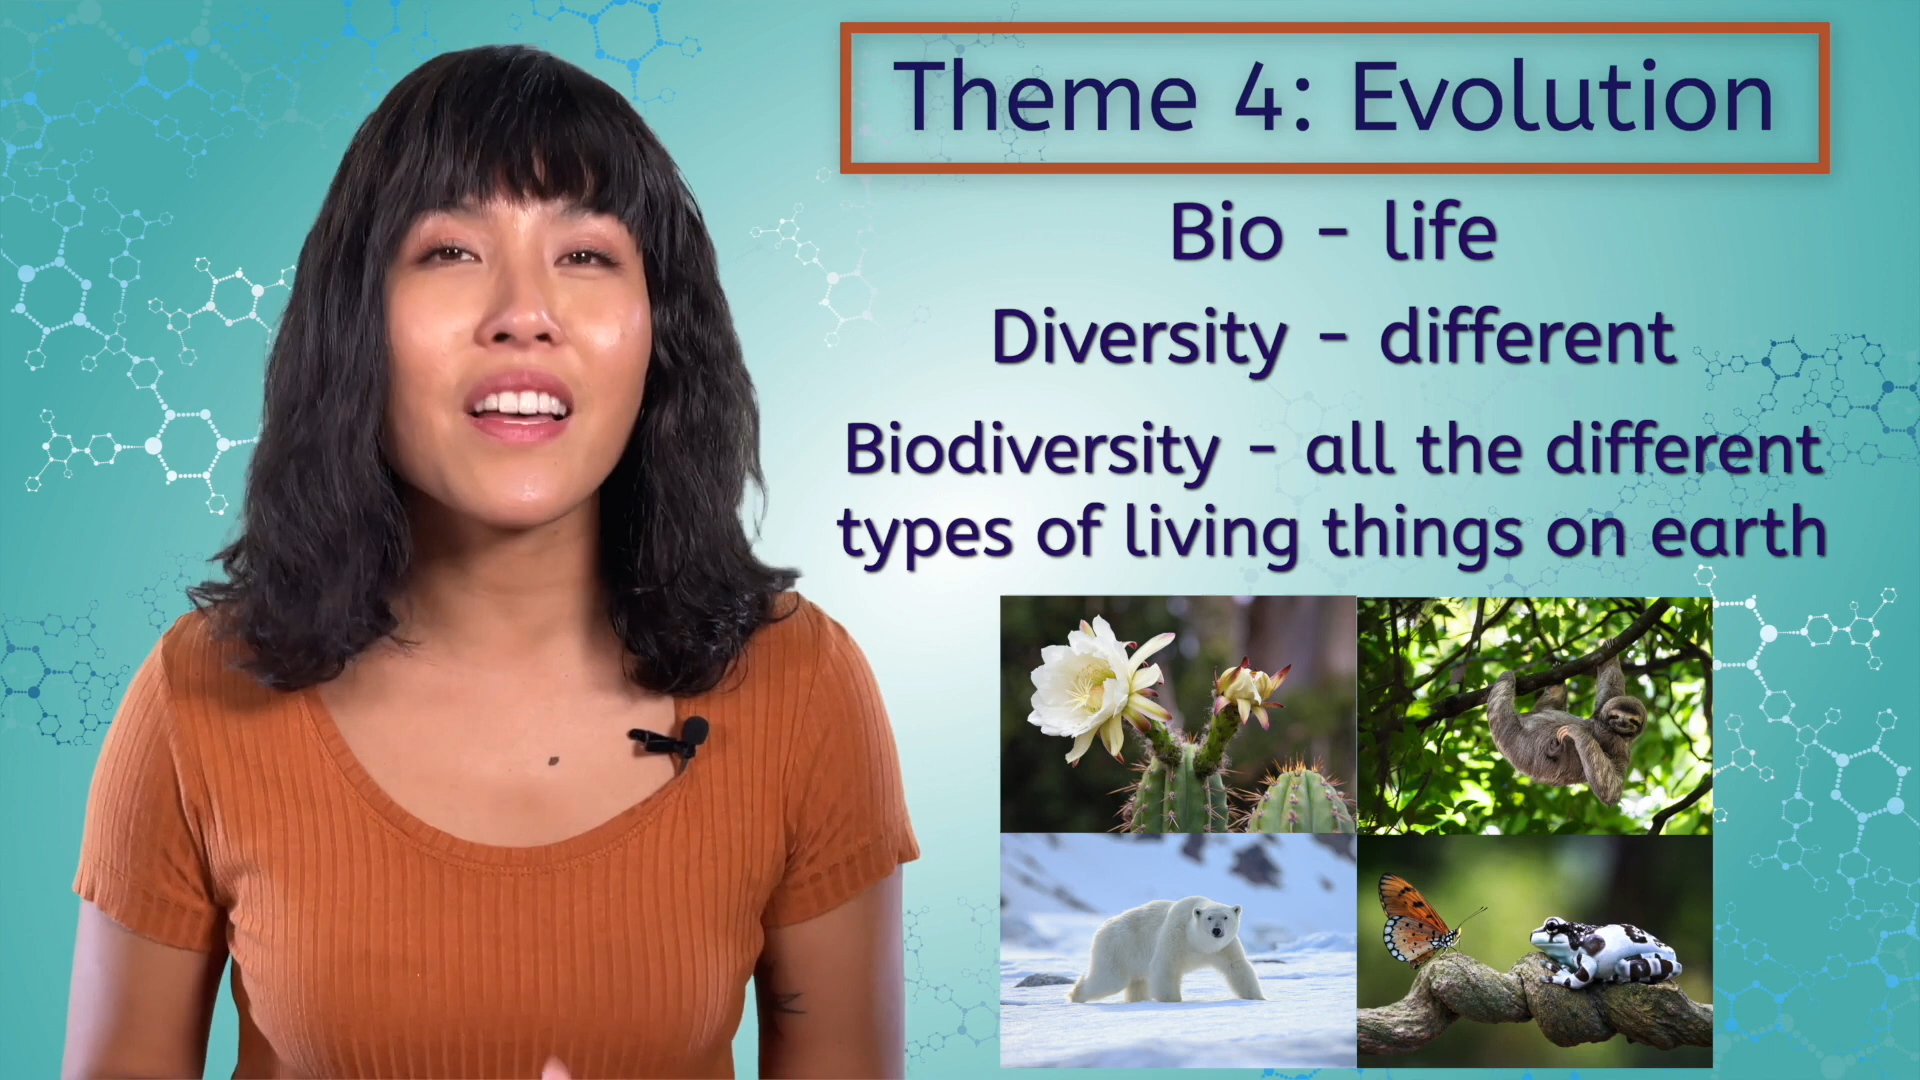 Theme 4: Evolution
Bio - life
Diversity - different
Biodiversity - all the different
types of living things on earth